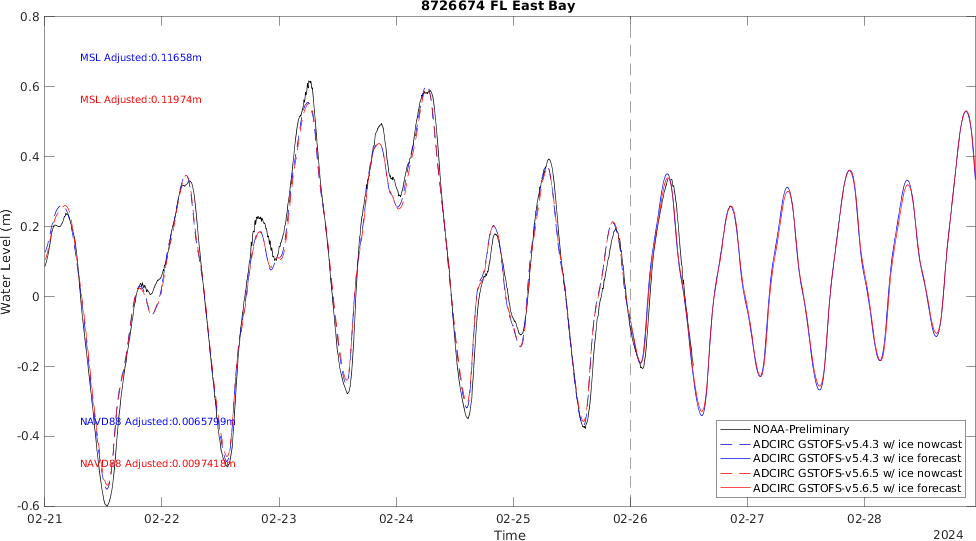 8726674 FL East Bay
0.8
0.6
0.4
0.2
0
-0.2
-0.4
-0.6
Water Level (m)
MSL Adjusted:0.11658m
MSL Adjusted:0.11974m
NAVD88 Adjusted:0.0065799m
NAVD88 Adjusted:0.0097418m
NOAA-Preliminary
ADCIRC GSTOFS-v5.4.3 w/ ice nowcast
ADCIRC GSTOFS-v5.4.3 w/ ice forecast
ADCIRC GSTOFS-v5.6.5 w/ ice nowcast
ADCIRC GSTOFS-v5.6.5 w/ ice forecast
02-21 02-22 02-23 02-24 02-25 02-26 02-27 02-28
Time
2024